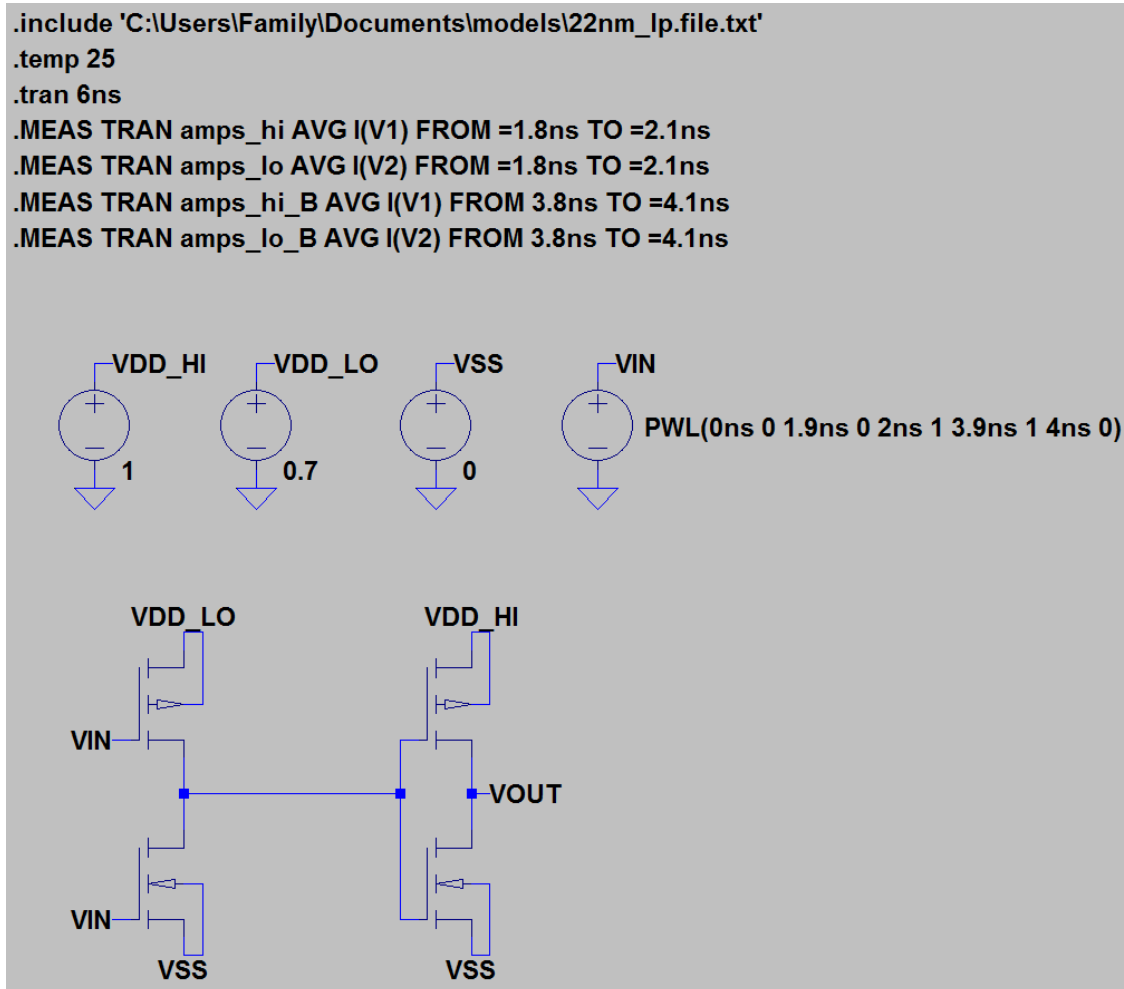 .include 'C:\Users\Family\Documents\models\22nm_lp.file.txt'
.temp 25
.tran 6ns
.MEAS TRAN amps_hi AVG I(V1) FROM =1.8ns TO =2.1ns
.MEAS TRAN amps_lo AVG I(V2) FROM =1.8ns TO =2.1ns
.MEAS TRAN amps_hi_B AVG I(V1) FROM 3.8ns TO =4.1ns
.MEAS TRAN amps_lo_B AVG I(V2) FROM 3.8ns TO =4.1ns
VDD_HI VDD_LO VSS VIN
PWL(0ns 0 1.9ns 0 2ns 1 3.9ns 1 4ns 0)
1 0.7 0
VDD_LO VDD_HI
VIN
VOUT
VIN
VSS VSS